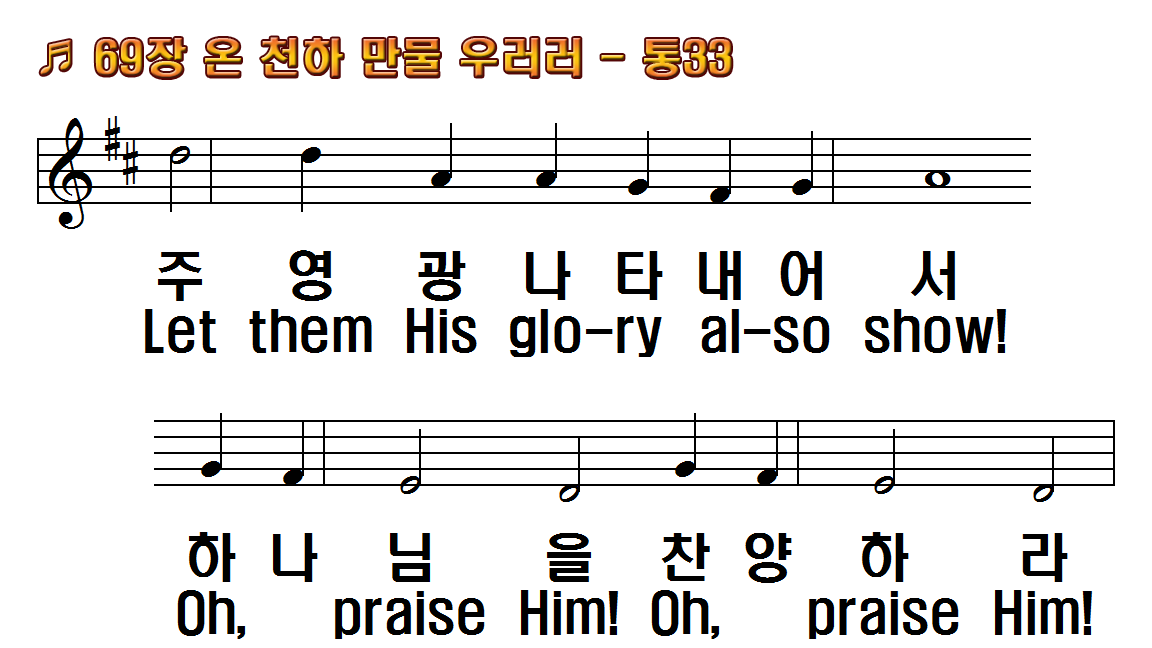 ♬ 69장 온 천하 만물 우러러 - 통33
주 영 광 나 타 내 어 서
Let them His glo-ry al-so show!
하 나 님 을 찬 양 하 라
Oh, praise Him! Oh, praise Him!